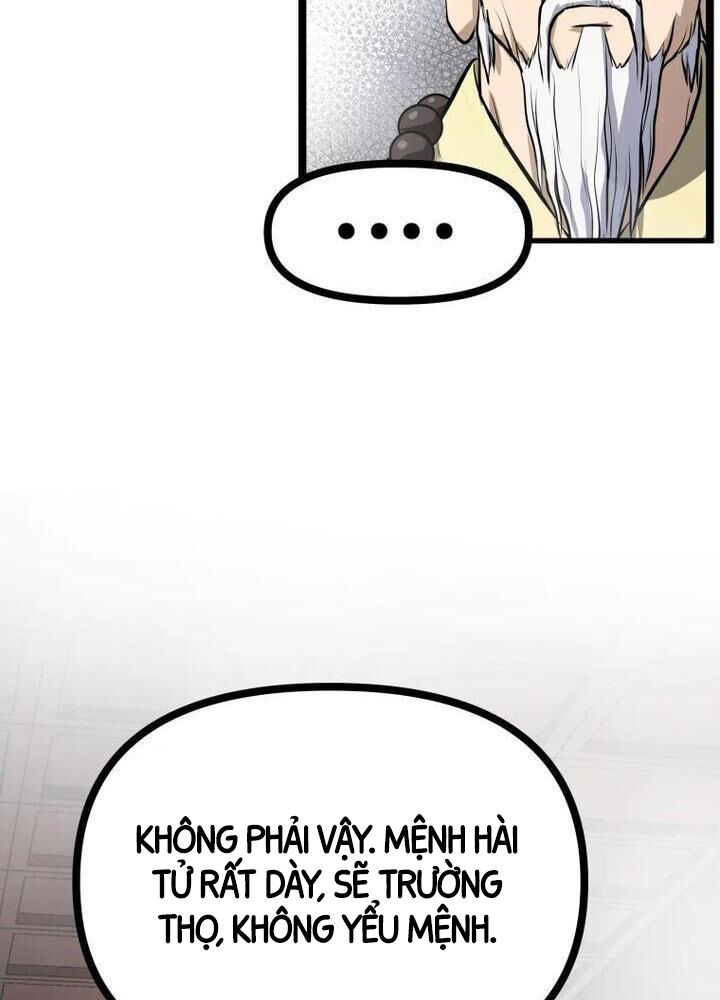 ••••
KHÔNG PHẢI VẬY. MỆNH HÀI
TỬ RẤT DÀY, SẼ TRƯỜNG
THỌ, KHÔNG YỂU MỆNH.